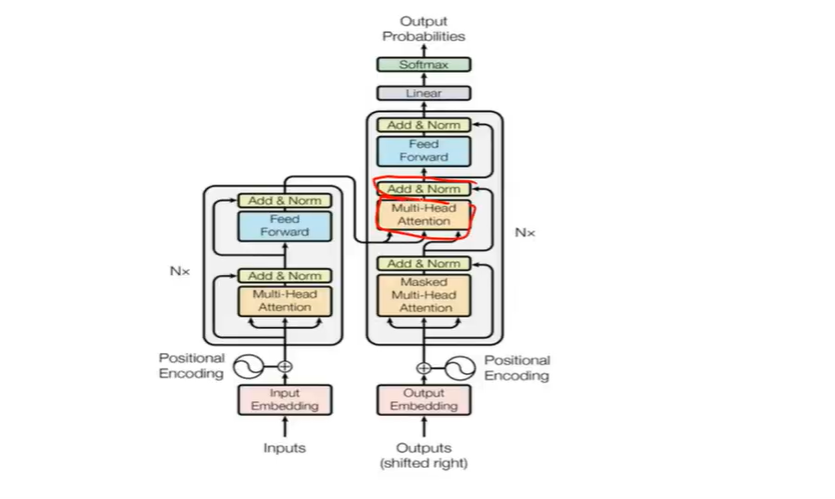 Output
Probabilities
Softmax
Linear
Add & Norm
Feed
Forward
Add & Norm
Multi-Head
Attention
Nx
Add & Norm
Masked
Multi-Head
Attention
Positional
Encoding
Output
Embedding
Outputs
(shifted right)
Add & Norm
Feed
Forward
Nx
Add & Norm
Multi-Head
Attention
Positional
Encoding
Input
Embedding
Inputs